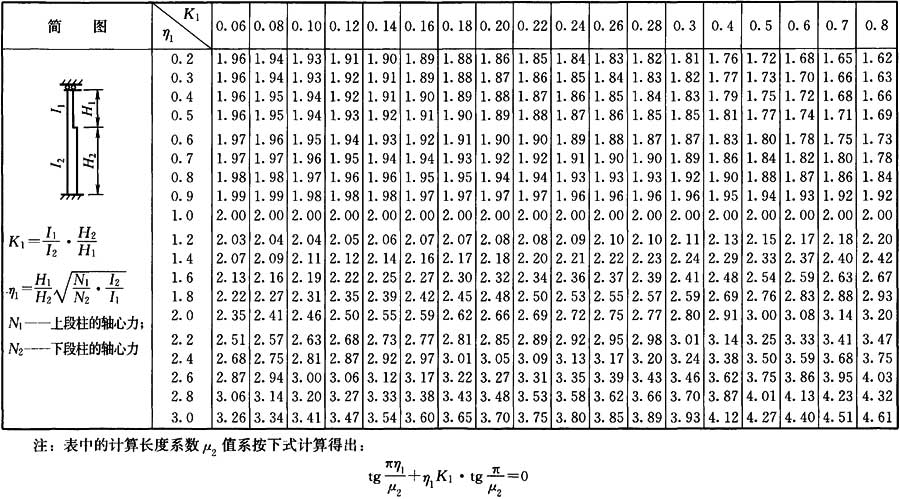 简 图 K₁ η₁ 0.06 0.08 0.10 0.12 0.14 0.16 0.18 0.20 0.22 0.24 0.26 0.28 0.3 0.4 0.5 0.6 0.7 0.8
0.2 1.96 1.94 1.93 1.91 1.90 1.89 1.88 1.86 1.85 1.84 1.83 1.82 1.81 1.76 1.72 1.68 1.65 1.62
0.3 1.96 1.94 1.93 1.92 1.91 1.89 1.88 1.87 1.86 1.85 1.84 1.83 1.82 1.77 1.73 1.70 1.66 1.63
0.4 1.96 1.95 1.94 1.92 1.91 1.90 1.89 1.88 1.87 1.86 1.85 1.84 1.83 1.79 1.75 1.72 1.68 1.66
0.5 1.96 1.95 1.94 1.93 1.92 1.91 1.90 1.89 1.88 1.87 1.86 1.85 1.85 1.81 1.77 1.74 1.71 1.69
0.6 1.97 1.96 1.95 1.94 1.93 1.92 1.91 1.90 1.90 1.89 1.88 1.87 1.87 1.83 1.80 1.78 1.75 1.73
0.7 1.97 1.97 1.96 1.95 1.94 1.94 1.93 1.92 1.92 1.91 1.90 1.90 1.89 1.86 1.84 1.82 1.80 1.78
0.8 1.98 1.98 1.97 1.96 1.96 1.95 1.95 1.94 1.94 1.93 1.93 1.93 1.92 1.90 1.88 1.87 1.86 1.84
0.9 1.99 1.99 1.98 1.98 1.98 1.97 1.97 1.97 1.97 1.96 1.96 1.96 1.96 1.95 1.94 1.93 1.92 1.92
1.0 2.00 2.00 2.00 2.00 2.00 2.00 2.00 2.00 2.00 2.00 2.00 2.00 2.00 2.00 2.00 2.00 2.00 2.00
1.2 2.03 2.04 2.04 2.05 2.06 2.07 2.07 2.08 2.08 2.09 2.10 2.10 2.11 2.13 2.15 2.17 2.18 2.20
1.4 2.07 2.09 2.11 2.12 2.14 2.16 2.17 2.18 2.20 2.21 2.22 2.23 2.24 2.29 2.33 2.37 2.40 2.42
1.6 2.13 2.16 2.19 2.22 2.25 2.27 2.30 2.32 2.34 2.36 2.37 2.39 2.41 2.48 2.54 2.59 2.63 2.67
1.8 2.22 2.27 2.31 2.35 2.39 2.42 2.45 2.48 2.50 2.53 2.55 2.57 2.59 2.69 2.76 2.83 2.88 2.93
2.0 2.35 2.41 2.46 2.50 2.55 2.59 2.62 2.66 2.69 2.72 2.75 2.77 2.80 2.91 3.00 3.08 3.14 3.20
2.2 2.51 2.57 2.63 2.68 2.73 2.77 2.81 2.85 2.89 2.92 2.95 2.98 3.01 3.14 3.25 3.33 3.41 3.47
2.4 2.68 2.75 2.81 2.87 2.92 2.97 3.01 3.05 3.09 3.13 3.17 3.20 3.24 3.38 3.50 3.59 3.68 3.75
2.6 2.87 2.94 3.00 3.06 3.12 3.17 3.22 3.27 3.31 3.35 3.39 3.43 3.46 3.62 3.75 3.86 3.95 4.03
2.8 3.06 3.14 3.20 3.27 3.33 3.38 3.43 3.48 3.53 3.58 3.62 3.66 3.70 3.87 4.01 4.13 4.23 4.32
3.0 3.26 3.34 3.41 3.47 3.54 3.60 3.65 3.70 3.75 3.80 3.85 3.89 3.93 4.12 4.27 4.40 4.51 4.61
I₁ H₁
I₂ H₂
K₁=I₁/I₂·H₂/H₁
η₁=H₁/H₂√(N₁/N₂·I₂/I₁)
N₁——上段柱的轴心力;
N₂——下段柱的轴心力
注: 表中的计算长度系数 μ₂ 值系按下式计算得出:
tg πη₁/μ₂+η₁K₁·tg π/μ₂=0